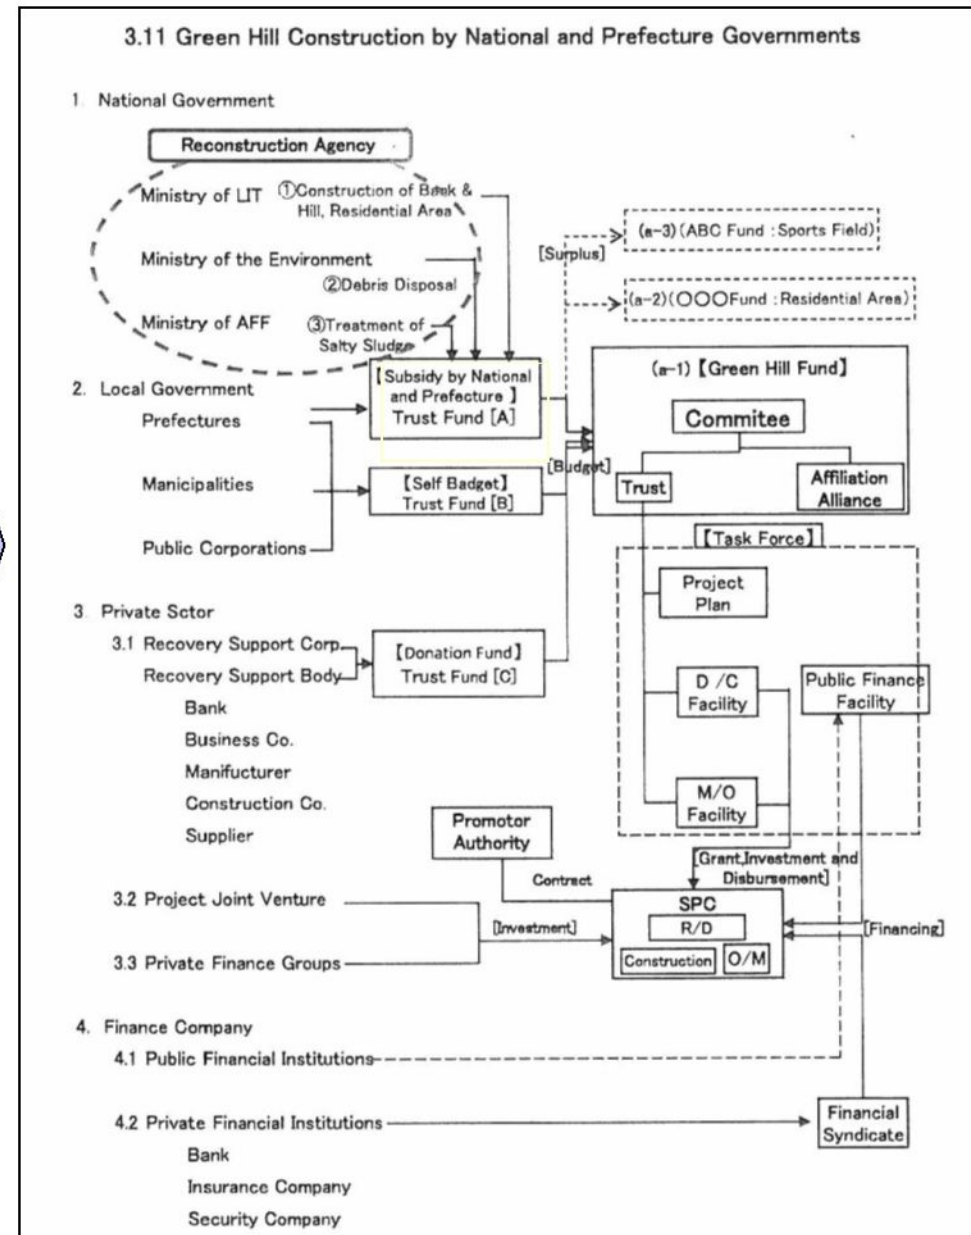 3.11 Green Hill Construction by National and Prefecture Governments
1. National Government
Reconstruction Agency
Ministry of LIT ①Construction of Bank &
Hill, Residential Area
Ministry of the Environment
②Debris Disposal
Ministry of AFF ③Treatment of
Salty Sludge
[Surplus]
(a-3)(ABC Fund : Sports Field)
(a-2)(〇〇〇Fund : Residential Area)
2. Local Government
Prefectures
Manicipalities
Public Corporations
【Subsidy by National
and Prefecture 】
Trust Fund [A]
【Self Badget】
Trust Fund [B]
[Budget]
(a-1)【Green Hill Fund】
Commitee
Trust
Affiliation
Alliance
【Task Force】
Project
Plan
D /C
Facility
Public Finance
Facility
M/O
Facility
3. Private Sctor
3.1 Recovery Support Corp.
Recovery Support Body
Bank
Business Co.
Manifucturer
Construction Co.
Supplier
【Donation Fund】
Trust Fund [C]
Promotor
Authority
Contract
[Grant,Investment and
Disbursement]
3.2 Project Joint Venture
3.3 Private Finance Groups
[Investment]
SPC
R/D
Construction
O/M
[Financing]
4. Finance Company
4.1 Public Financial Institutions
4.2 Private Financial Institutions
Bank
Insurance Company
Security Company
Financial
Syndicate